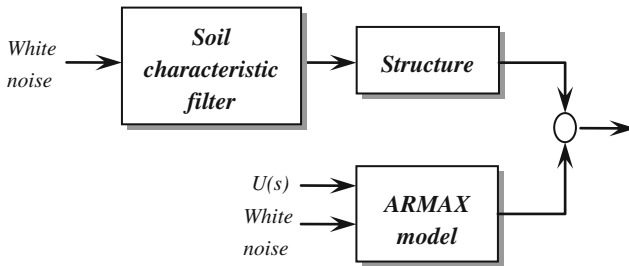 White
noise
Soil
characteristic
filter
Structure
U(s)
White
noise
ARMAX
model